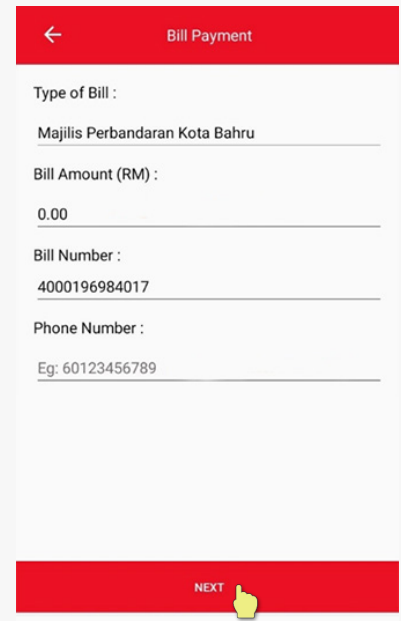 Bill Payment
Type of Bill :
Majilis Perbandaran Kota Bahru
Bill Amount (RM) :
0.00
Bill Number :
4000196984017
Phone Number :
Eg: 60123456789
NEXT